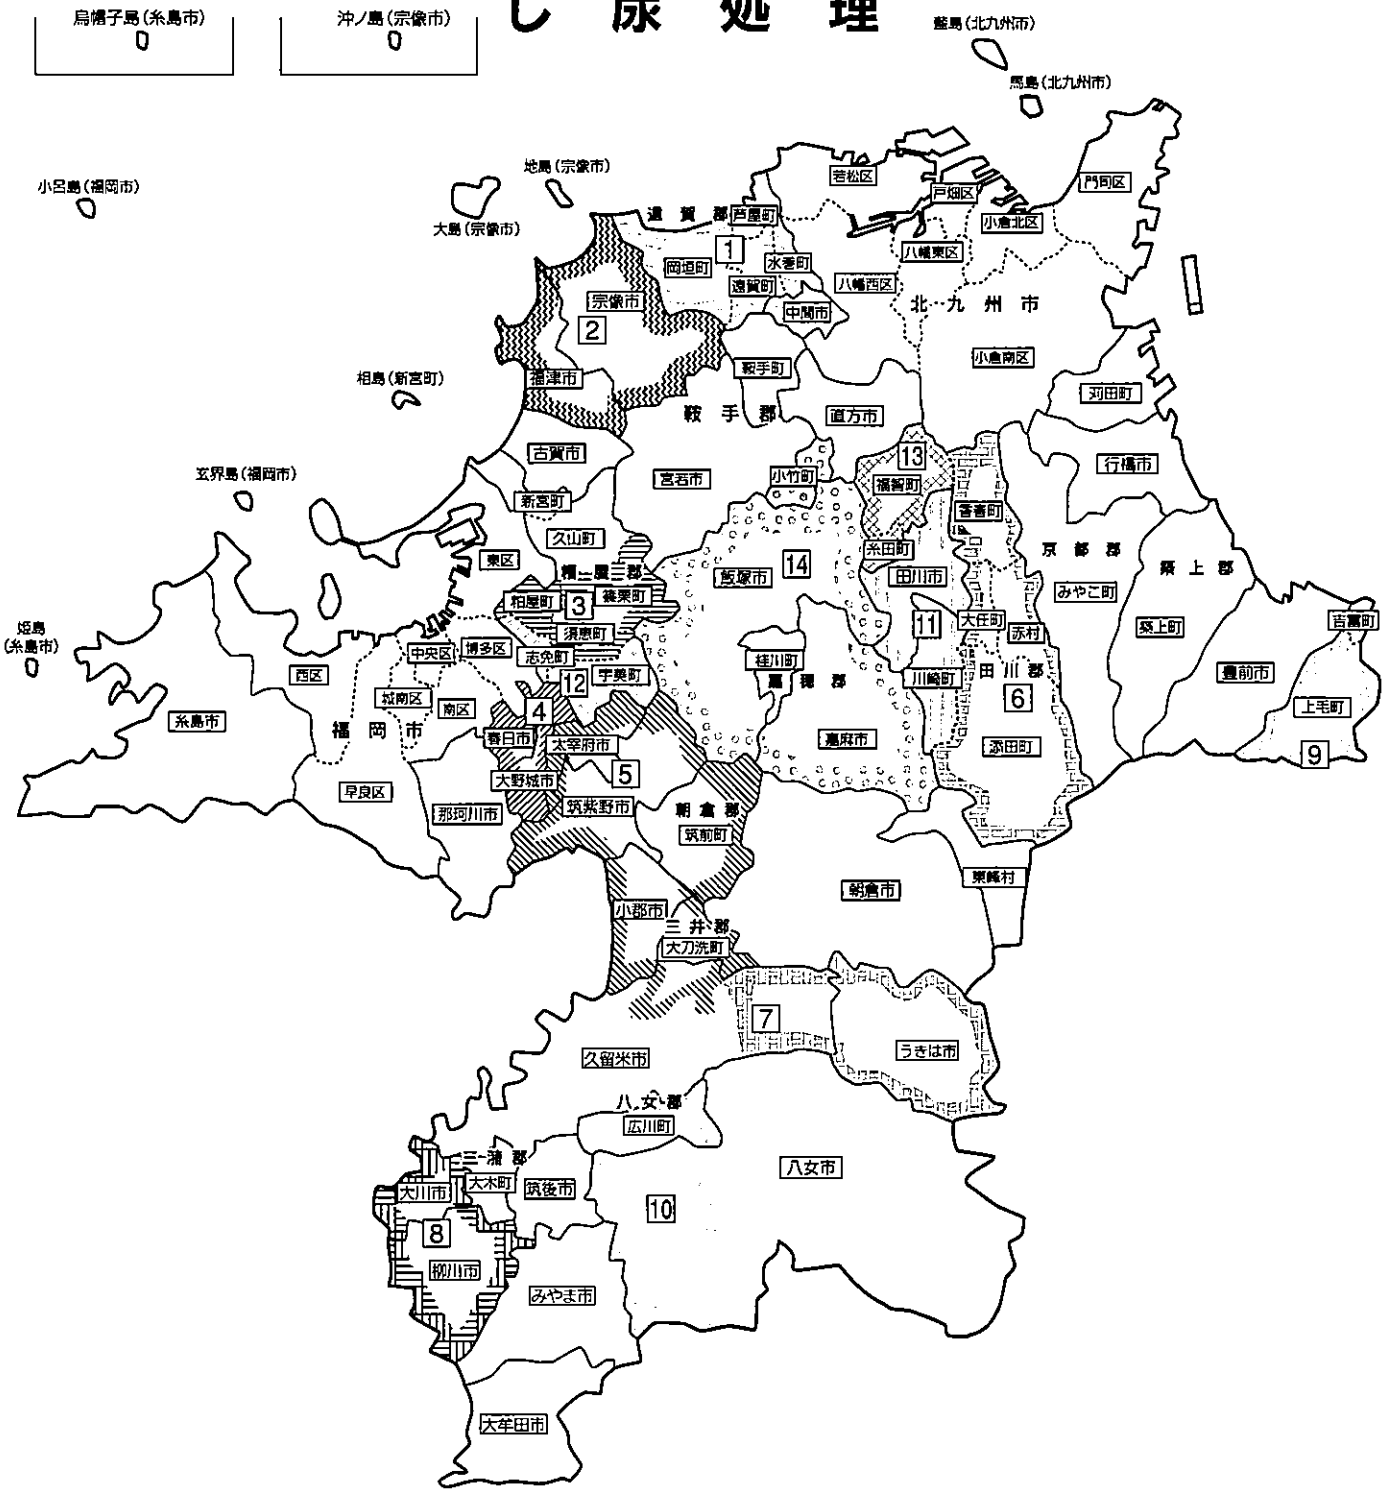 し尿処理
烏帽子島(糸島市)
沖ノ島(宗像市)
藍島(北九州市)
馬島(北九州市)
小呂島(福岡市)
地島(宗像市)
大島(宗像市)
遠賀郡
芦屋町
若松区
戸畑区
門司区
小倉北区
1
岡垣町
水巻町
八幡東区
遠賀町
八幡西区
宗像市
中間市
北九州市
2
小倉南区
鞍手町
相島(新宮町)
福津市
苅田町
鞍手郡
直方市
古賀市
13
行橋市
玄界島(福岡市)
宮若市
小竹町
福智町
新宮町
香春町
久山町
糸田町
京都郡
東区
14
糟屋郡
飯塚市
田川市
築上郡
粕屋町
3
篠栗町
みやこ町
姫島
(糸島市)
須恵町
11
大任町
赤村
築上町
吉富町
中央区
博多区
志免町
桂川町
西区
12
宇美町
嘉穂郡
川崎町
田川郡
豊前市
城南区
南区
4
6
上毛町
糸島市
福岡市
春日市
太宰府市
嘉麻市
添田町
9
大野城市
5
早良区
筑紫野市
朝倉郡
那珂川市
筑前町
朝倉市
東峰村
小郡市
三井郡
大刀洗町
7
うきは市
久留米市
八女郡
広川町
三潴郡
八女市
大川市
大木町
筑後市
10
8
柳川市
みやま市
大牟田市